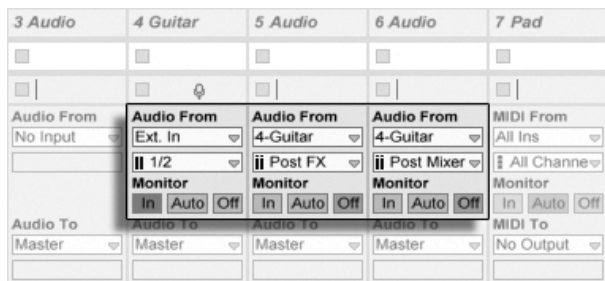 3 Audio 4 Guitar 5 Audio 6 Audio 7 Pad
Audio From Audio From Audio From Audio From MIDI From
No Input Ext. In 4-Guitar 4-Guitar All Ins
1/2 Post FX Post Mixer All Channe
Monitor Monitor Monitor Monitor
In Auto Off In Auto Off In Auto Off In Auto Off
Audio To Audio To Audio To Audio To MIDI To
Master Master Master Master No Output